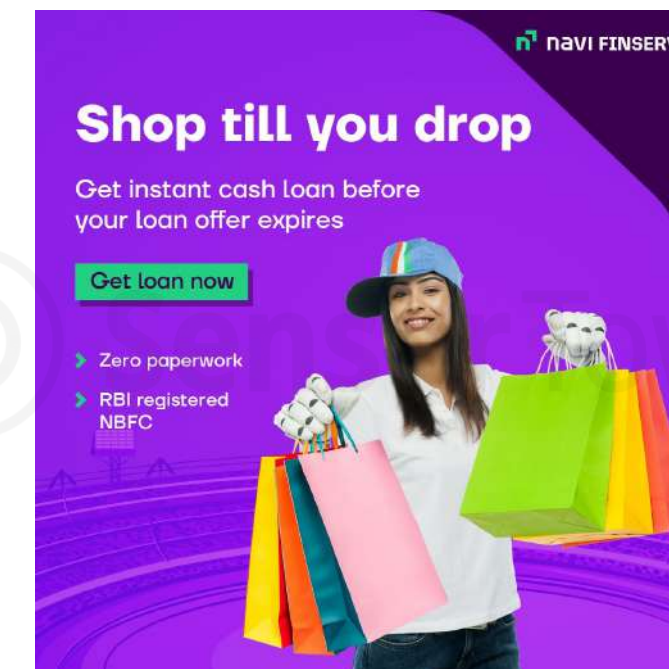 navi FINSERV
Shop till you drop
Get instant cash loan before
your loan offer expires
Get loan now
Zero paperwork
RBI registered
NBFC